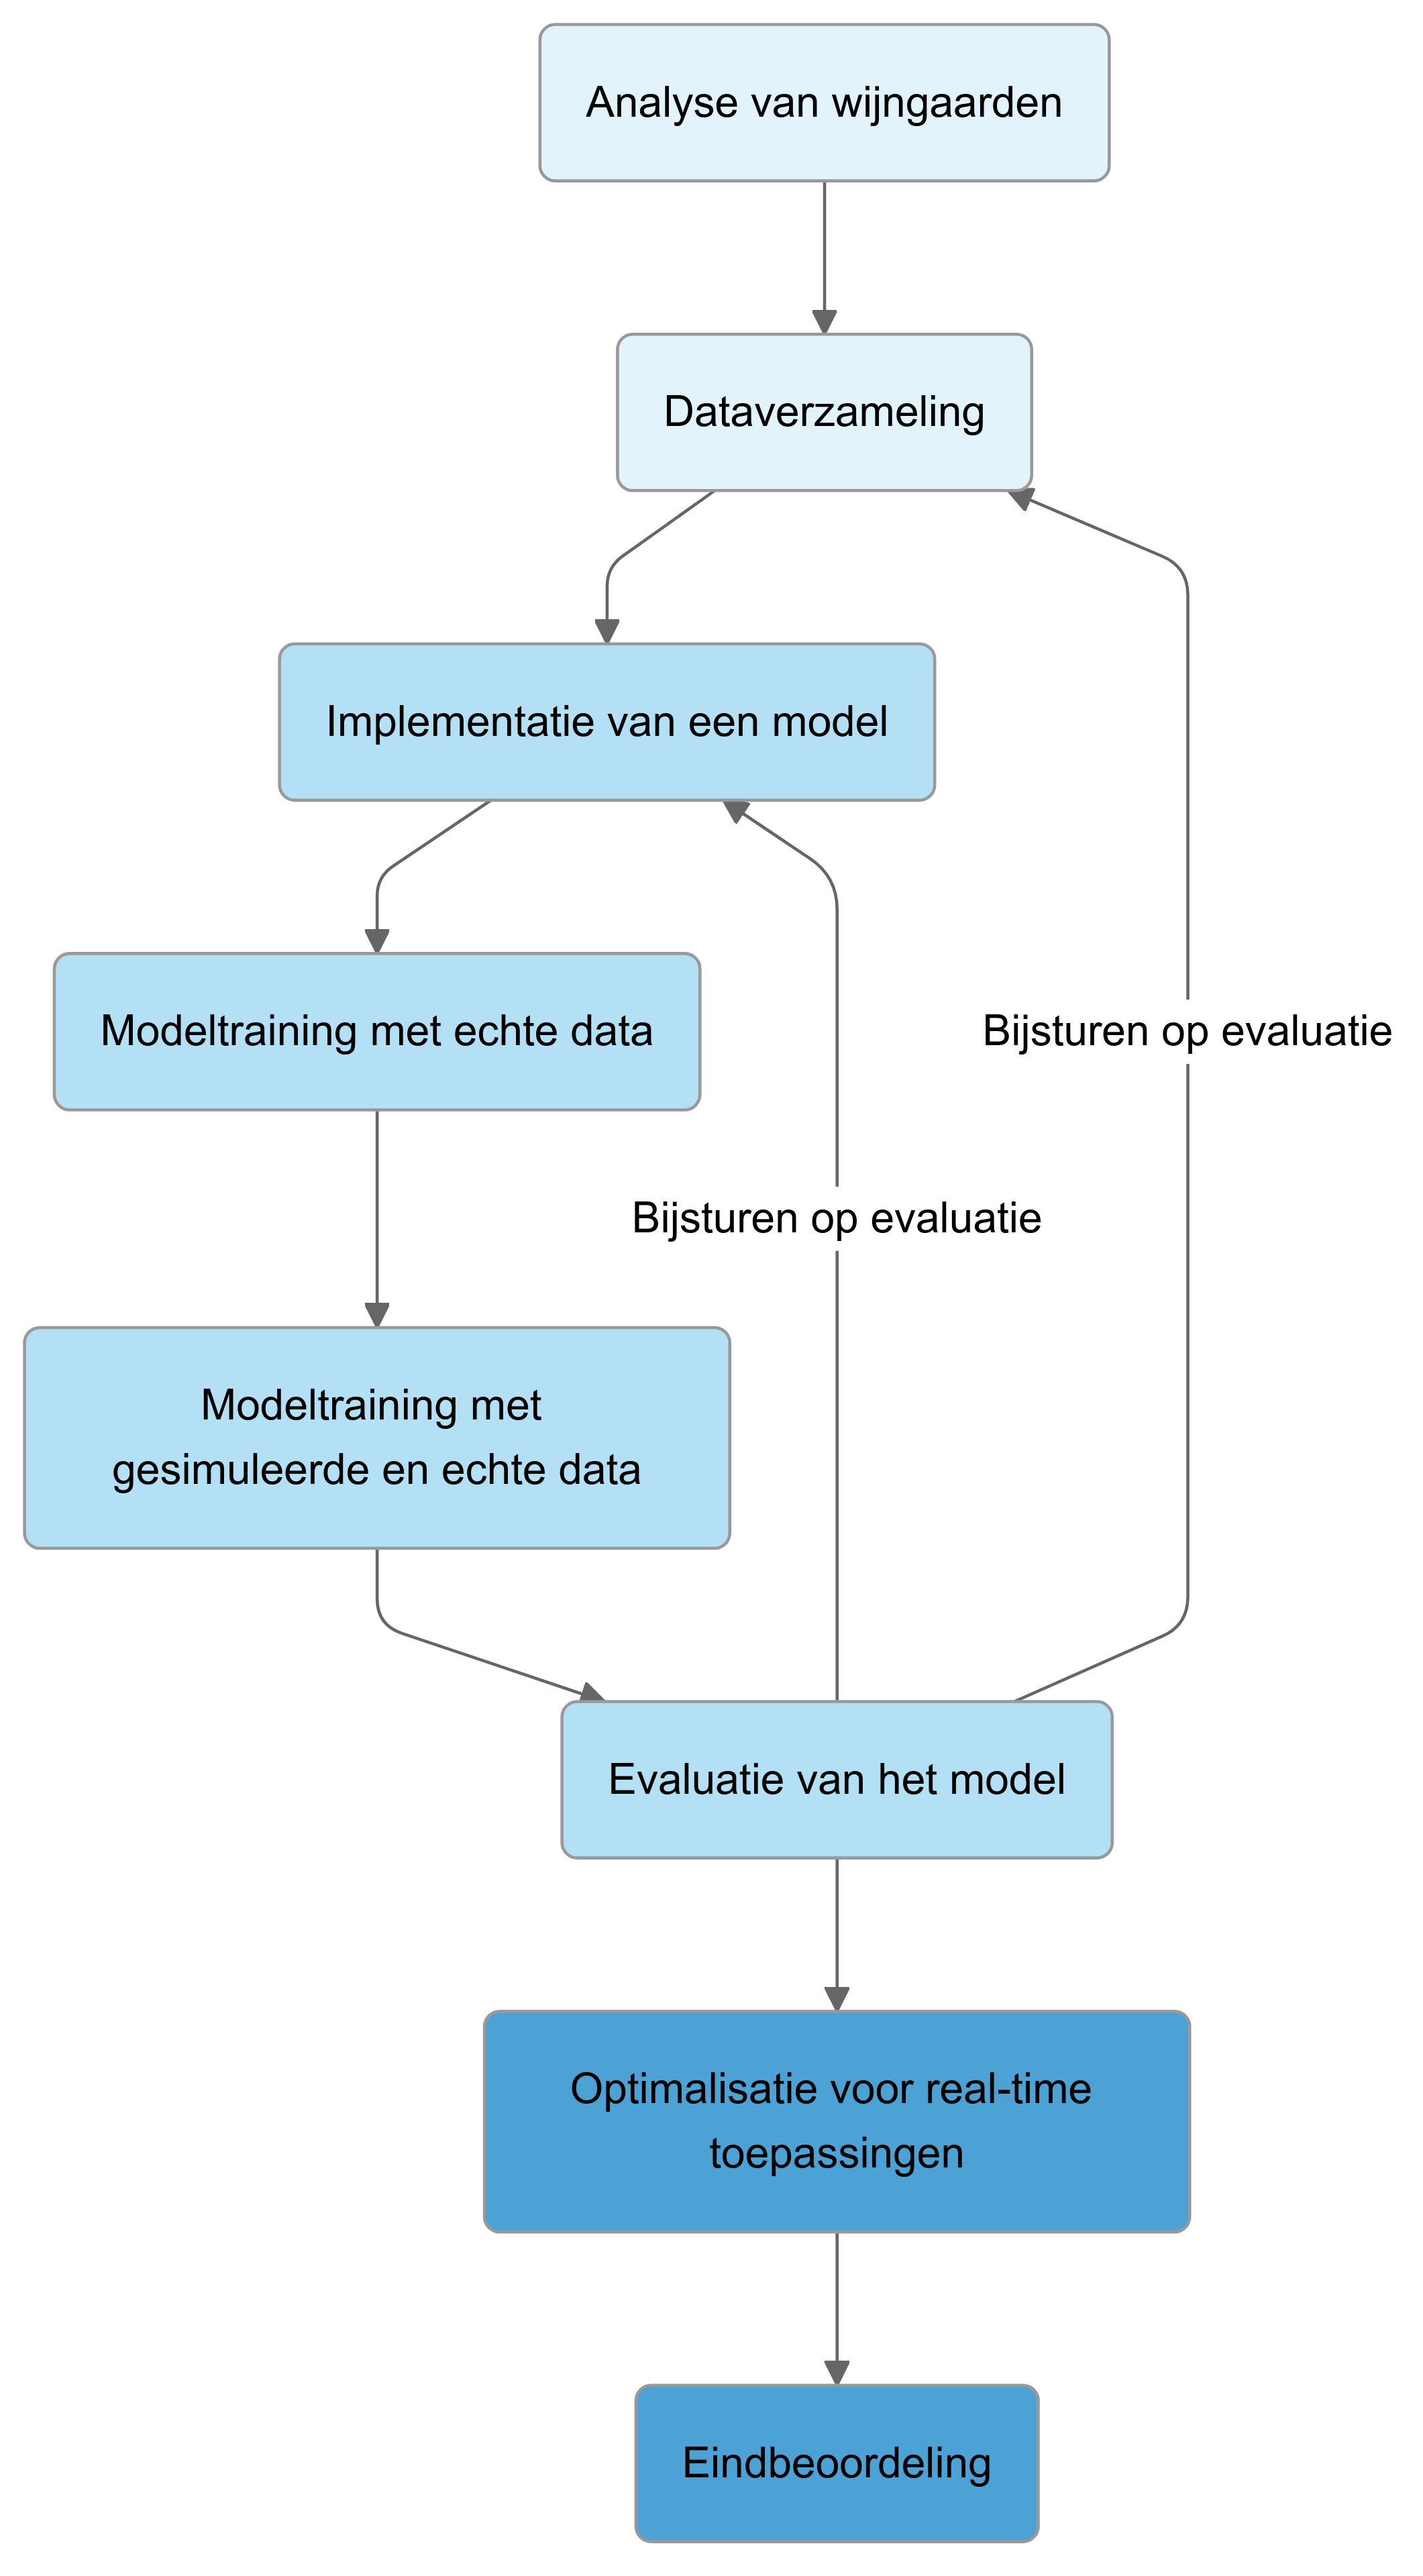 Analyse van wijngaarden
Dataverzameling
Implementatie van een model
Modeltraining met echte data
Bijsturen op evaluatie
Bijsturen op evaluatie
Modeltraining met
gesimuleerde en echte data
Evaluatie van het model
Optimalisatie voor real-time
toepassingen
Eindbeoordeling